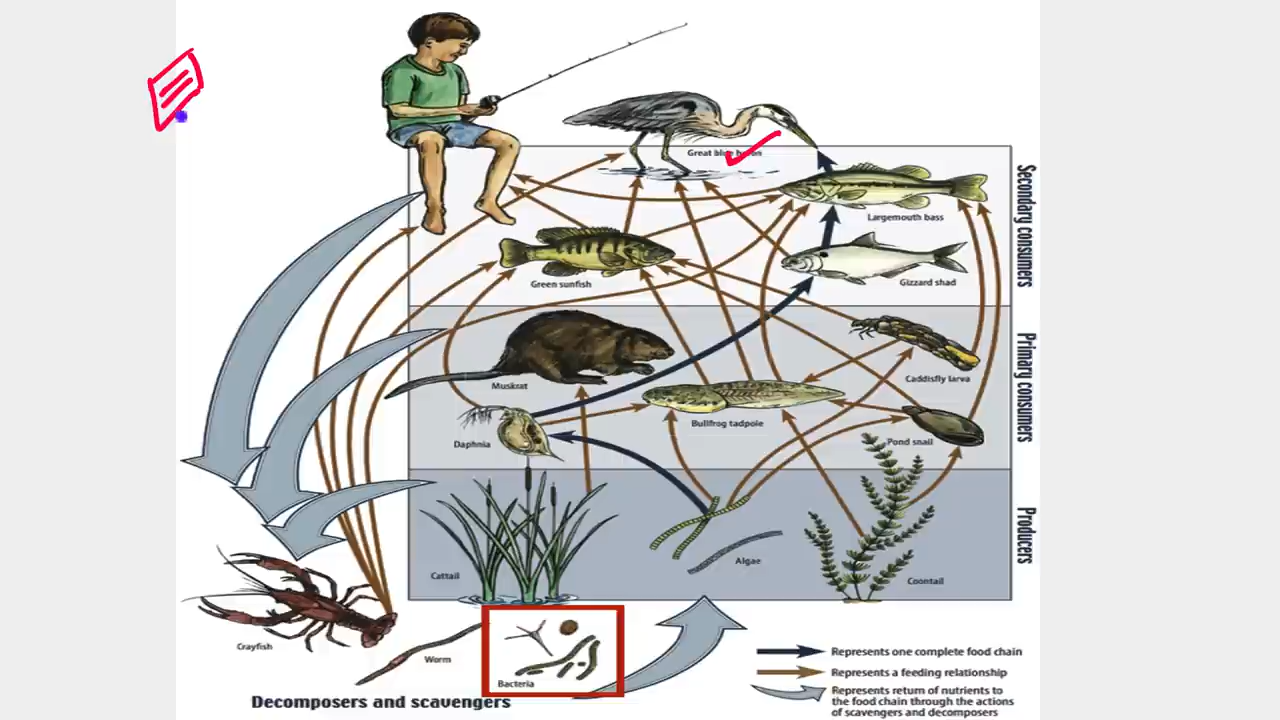 Great blue heron
Largemouth bass
Green sunfish
Gizzard shad
Secondary consumers
Muskrat
Caddisfly larva
Bullfrog tadpole
Daphnia
Pond snail
Primary consumers
Cattail
Algae
Coontail
Producers
Crayfish
Worm
Bacteria
Decomposers and scavengers
Represents one complete food chain
Represents a feeding relationship
Represents return of nutrients to
the food chain through the actions
of scavengers and decomposers